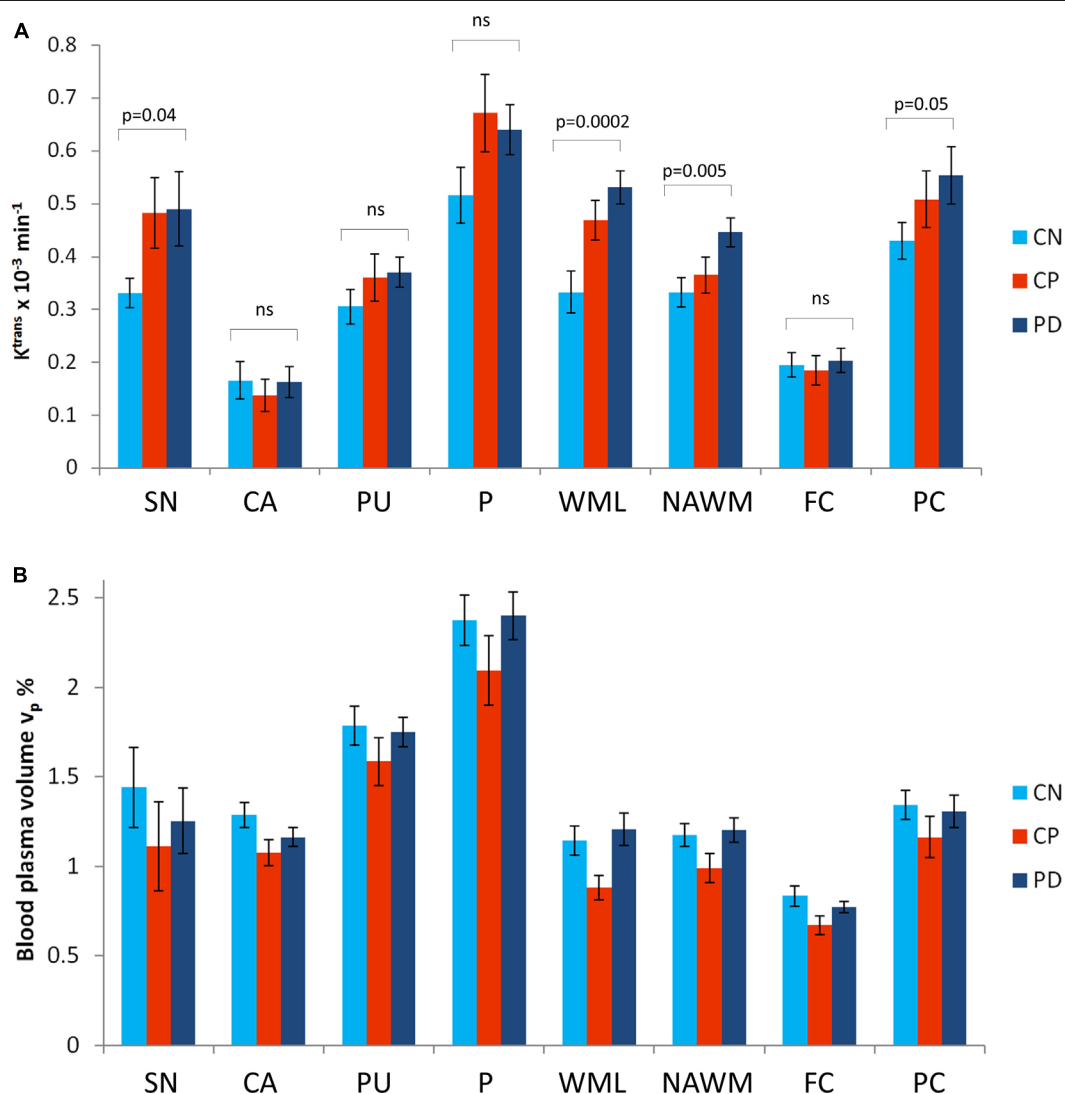 A
ns
0.8
0.7
p=0.04
p=0.05
0.6
p=0.0002
p=0.005
0.5
ns
0.4
ns
ns
0.3
0.2
0.1
0
Kᵗʳᵃⁿˢ x 10⁻³ min⁻¹
CN
CP
PD
SN CA PU P WML NAWM FC PC
B
2.5
2
1.5
1
0.5
0
Blood plasma volume vₚ %
CN
CP
PD
SN CA PU P WML NAWM FC PC